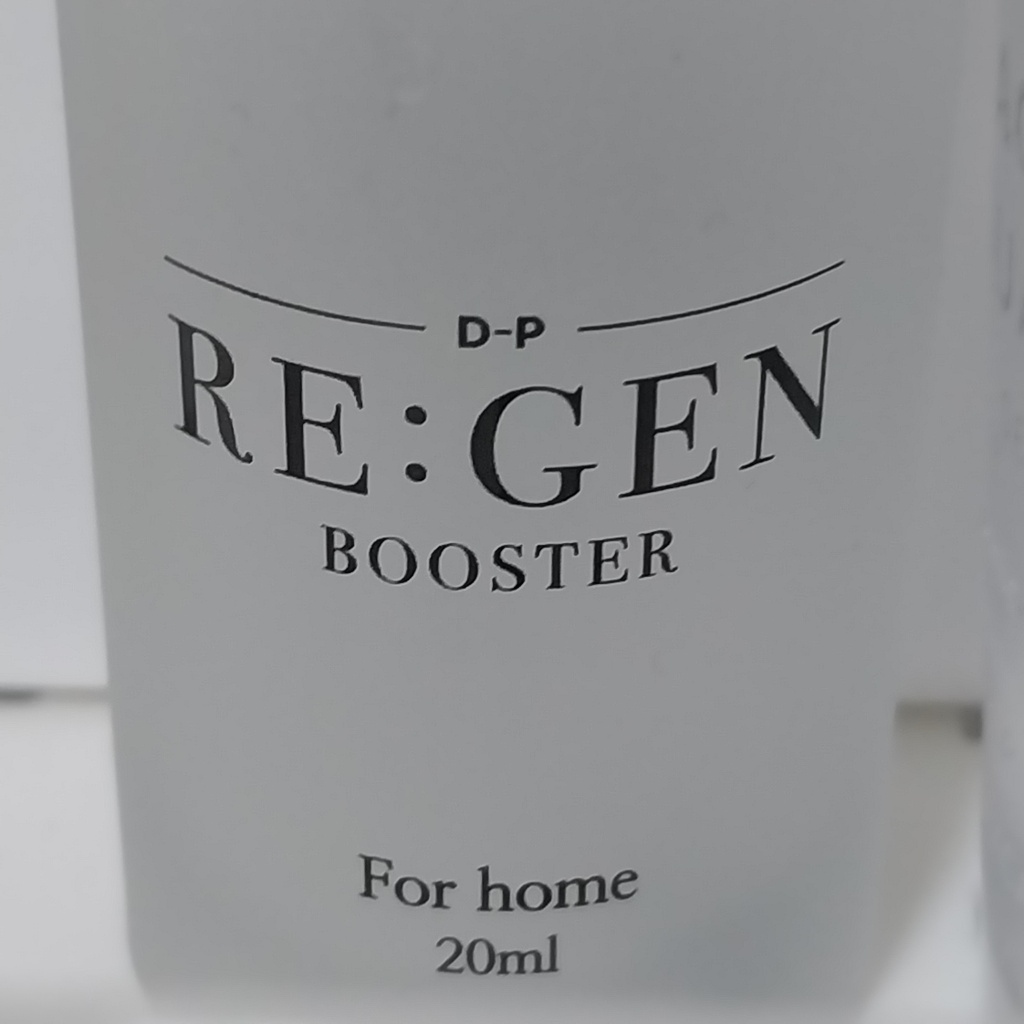 D-P
RE:GEN
BOOSTER
For home
20ml